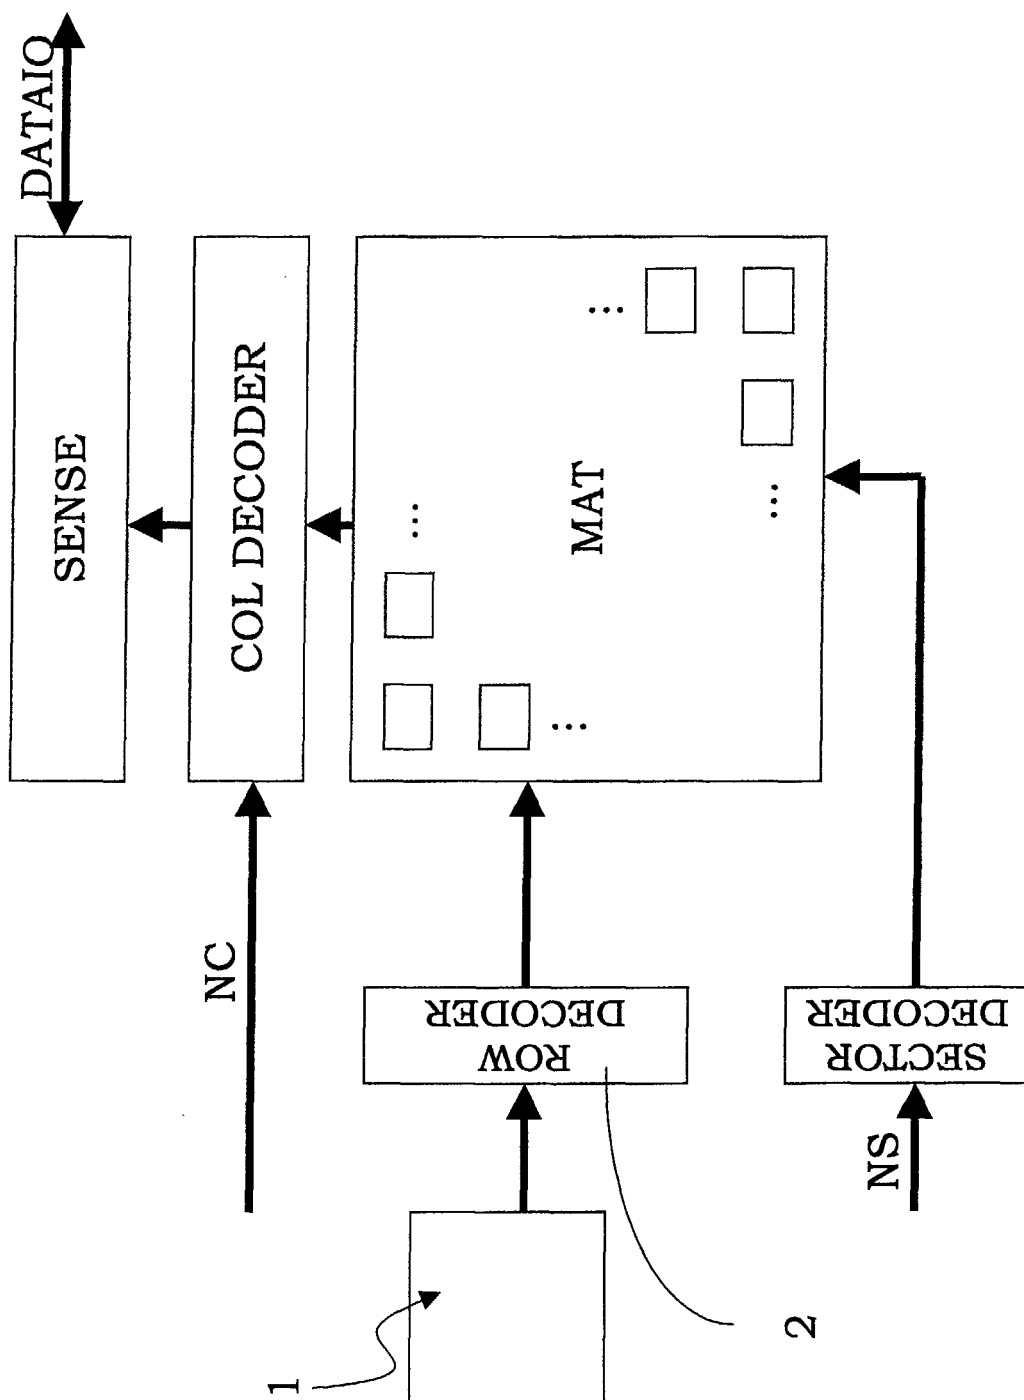 DATAIO
SENSE
COL DECODER
MAT
NC
ROW
DECODER
SECTOR
DECODER
NS
1
2